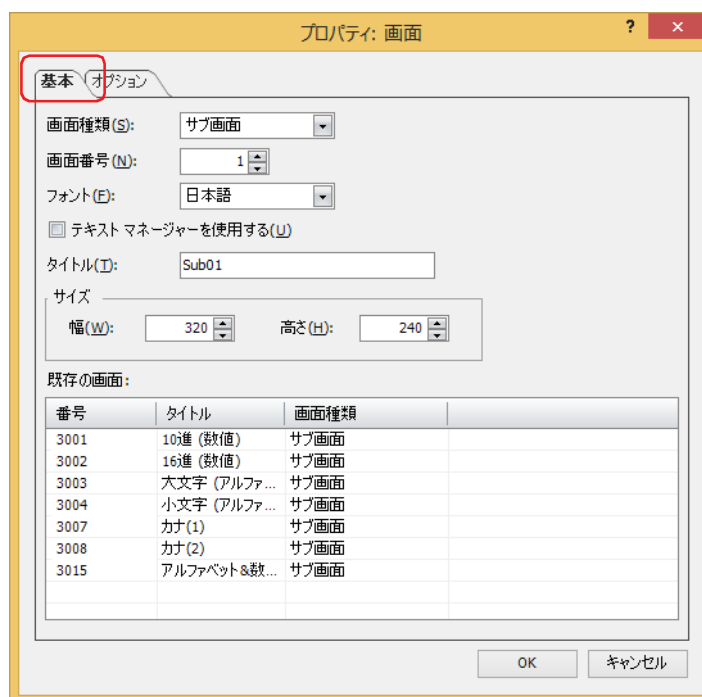 プロパティ: 画面
? ×
基本 オプション
画面種類(S): サブ画面
画面番号(N): 1
フォント(F): 日本語
テキスト マネージャーを使用する(U)
タイトル(T): Sub01
サイズ
幅(W): 320 高さ(H): 240
既存の画面:
番号 タイトル 画面種類
3001 10進 (数値) サブ画面
3002 16進 (数値) サブ画面
3003 大文字 (アルファ... サブ画面
3004 小文字 (アルファ... サブ画面
3007 カナ(1) サブ画面
3008 カナ(2) サブ画面
3015 アルファベット&数... サブ画面
OK キャンセル